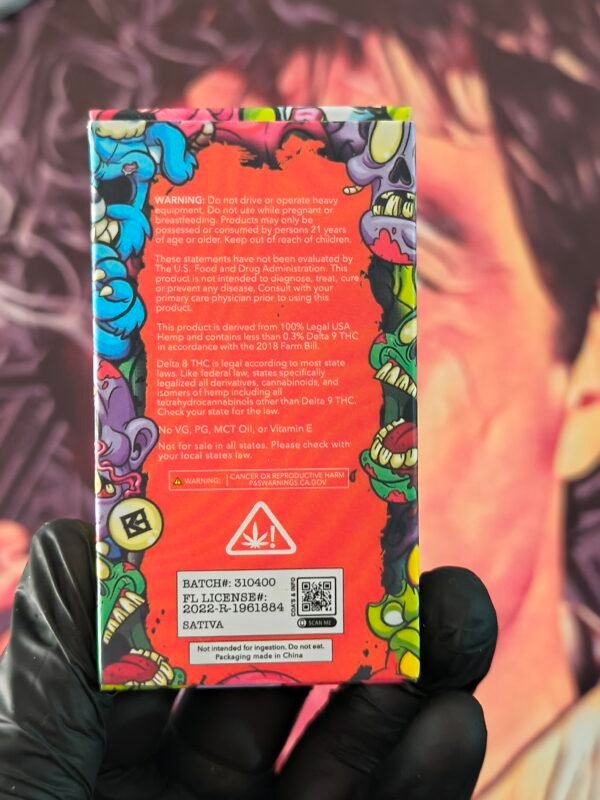 WARNING: Do not drive or operate heavy
equipment. Do not use while pregnant or
breastfeeding. Products may only be
possessed or consumed by persons 21 years
of age or older. Keep out of reach of children.
These statements have not been evaluated by
The U.S. Food and Drug Administration. This
product is not intended to diagnose, treat, cure
or prevent any disease. Consult with your
primary care physician prior to using this
product.
This product is derived from 100% Legal USA
Hemp and contains less than 0.3% Delta 9 THC
in accordance with the 2018 Farm Bill.
Delta 8 THC is legal according to most state
laws. Like federal law, states specifically
legalized all derivatives, cannabinoids, and
isomers of hemp including all
tetrahydrocannabinols other than Delta 9 THC.
Check your state for the law.
No VG, PG, MCT Oil, or Vitamin E
Not for sale in all states. Please check with
your local states law.
WARNING:
CANCER OR REPRODUCTIVE HARM
P65WARNINGS.CA.GOV
BATCH#: 310400
FL LICENSE#:
2022-R-1961884
SATIVA
COA'S & INFO
SCAN ME
Not intended for ingestion. Do not eat.
Packaging made in China